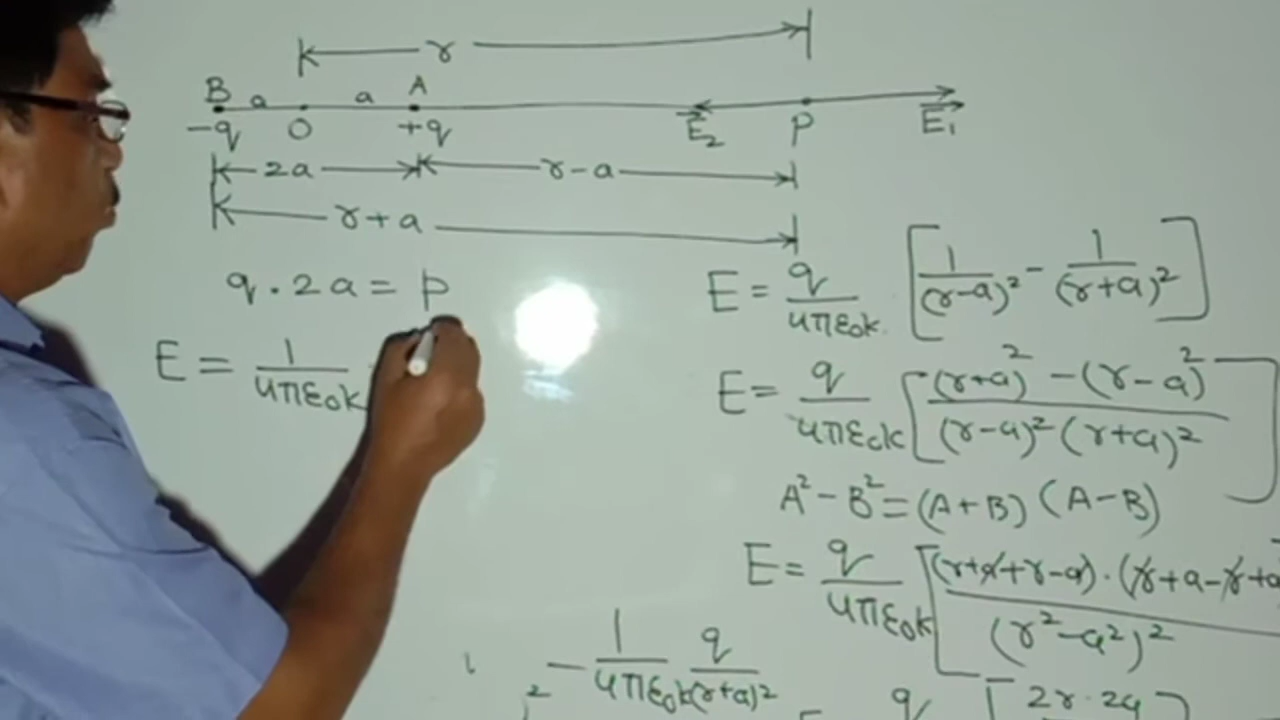 r
B a a A
-q O +q E₂ P E₁
2a r-a
r+a
q . 2a = p
E = 1/4πε₀k
E = q/4πε₀k [1/(r-a)² - 1/(r+a)²]
E = q/4πε₀k [(r+a)² - (r-a)²/(r-a)² (r+a)²]
A² - B² = (A+B) (A-B)
E = q/4πε₀k [(r+a+r-a) . (r+a-r+a/(r² - a²)²
- 1/4πε₀k q/(r+a)²
2
q [2r . 2a]